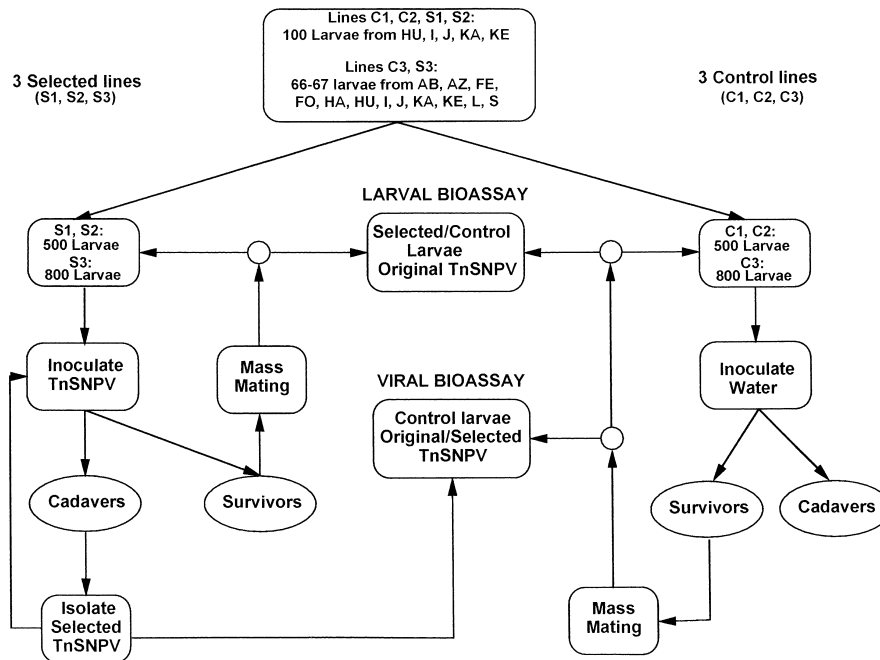 Lines C1, C2, S1, S2:
100 Larvae from HU, I, J, KA, KE
Lines C3, S3:
66-67 larvae from AB, AZ, FE,
FO, HA, HU, I, J, KA, KE, L, S
3 Selected lines
(S1, S2, S3)
3 Control lines
(C1, C2, C3)
LARVAL BIOASSAY
S1, S2:
500 Larvae
S3:
800 Larvae
Selected/Control
Larvae
Original TnSNPV
C1, C2:
500 Larvae
C3:
800 Larvae
Inoculate
TnSNPV
Mass
Mating
VIRAL BIOASSAY
Control larvae
Original/Selected
TnSNPV
Inoculate
Water
Cadavers
Survivors
Survivors
Cadavers
Isolate
Selected
TnSNPV
Mass
Mating